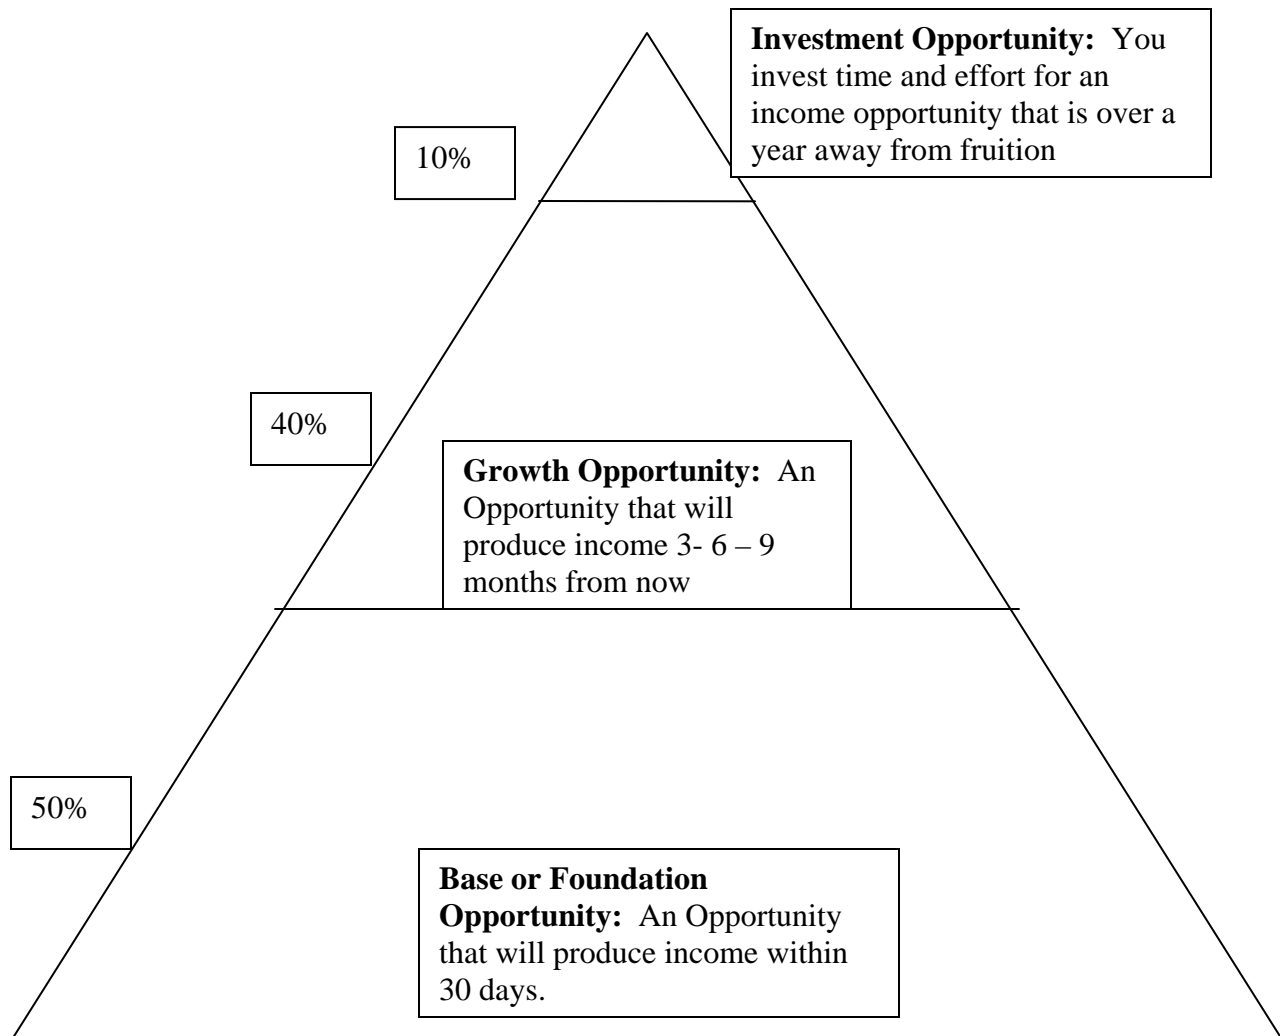 Investment Opportunity:  You
invest time and effort for an
income opportunity that is over a
year away from fruition
10%
40%
Growth Opportunity:  An
Opportunity that will
produce income 3- 6 – 9
months from now
50%
Base or Foundation
Opportunity:  An Opportunity
that will produce income within
30 days.